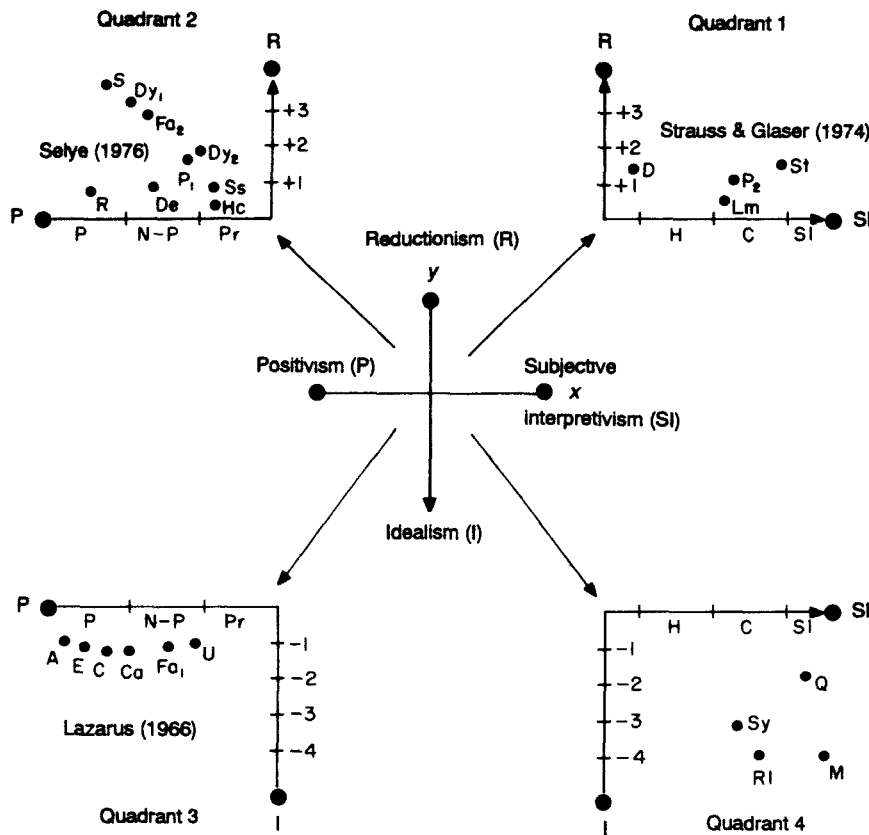 Quadrant 2
R
S
Dy1
Fa2
+3
+2
+1
Selye (1976)
Dy2
P1
Ss
R
De
Hc
P
P
N-P
Pr
Quadrant 1
R
+3
+2
+1
Strauss & Glaser (1974)
D
St
P2
Lm
SI
H
C
SI
Reductionism (R)
y
Positivism (P)
Subjective
x
interpretivism (SI)
Idealism (I)
P
P
N-P
Pr
A
E
C
Ca
Fa1
U
-1
-2
-3
-4
Lazarus (1966)
Quadrant 3
I
SI
H
C
SI
-1
-2
-3
-4
Q
Sy
RI
M
Quadrant 4
I